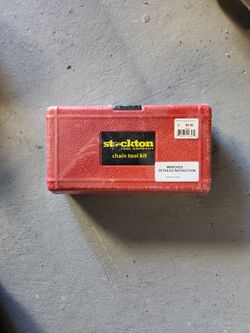 stockton
TOOL COMPANY
chain tool kit
IMPROVED
DETAILED INSTRUCTION